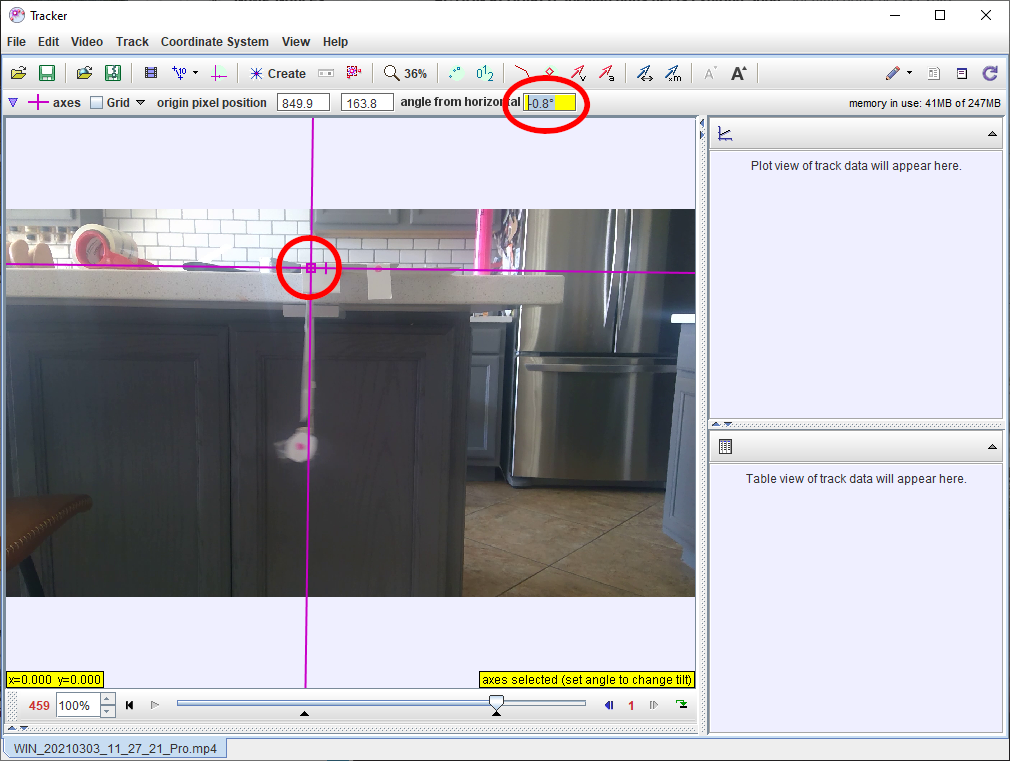 Tracker
File Edit Video Track Coordinate System View Help
Create 36%
axes Grid origin pixel position 849.9 163.8 angle from horizontal -0.8° memory in use: 41MB of 247MB
Plot view of track data will appear here.
Table view of track data will appear here.
x=0.000 y=0.000 axes selected (set angle to change tilt)
459 100% 1
WIN_20210303_11_27_21_Pro.mp4